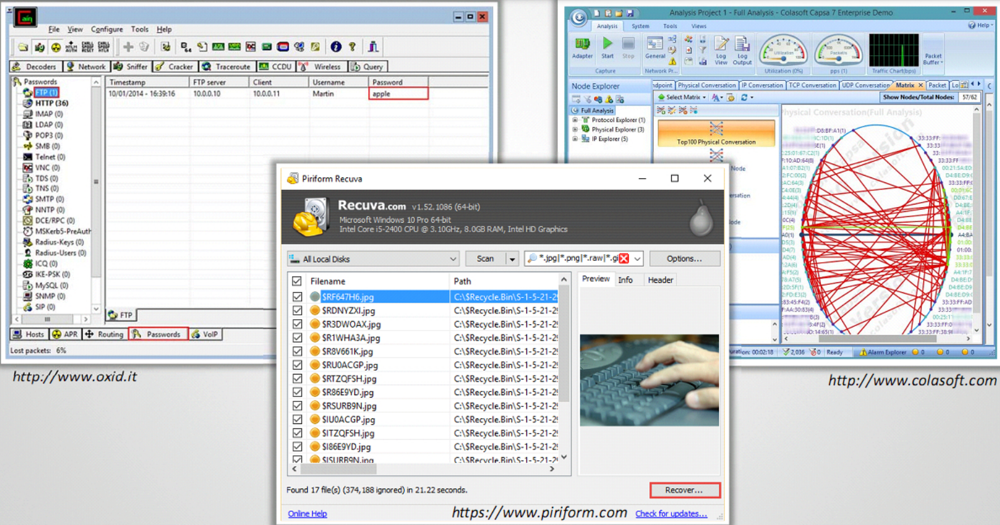 Cain
File View Configure Tools Help
Decoders Network Sniffer Cracker Traceroute CCDU Wireless Query
Passwords
FTP (1)
HTTP (36)
IMAP (0)
LDAP (0)
POP3 (0)
SMB (0)
Telnet (0)
VNC (0)
TDS (0)
TNS (0)
SMTP (0)
NNTP (0)
DCE/RPC (0)
MSKerb5-PreAuth
Radius-Keys (0)
Radius-Users (0)
ICQ (0)
IKE-PSK (0)
MySQL (0)
SNMP (0)
SIP (0)
Timestamp FTP server Client Username Password
10/01/2014 - 16:39:16 10.0.0.10 10.0.0.11 Martin apple
FTP
Hosts APR Routing Passwords VoIP
Lost packets: 6%
http://www.oxid.it
Analysis Project 1 - Full Analysis - Colasoft Capsa 7 Enterprise Demo
Analysis System Tools Views Help
Adapter Start Stop General Log View Log Output Packet Buffer
Capture Network Pr... Utilization (0%) pps (1) Traffic Chart(bps)
Node Explorer
Full Analysis
Protocol Explorer (1)
Physical Explorer (3)
IP Explorer (5)
ndpoint Physical Conversation IP Conversation TCP Conversation UDP Conversation Matrix Packet Lo
Select Matrix Show Nodes/Total Nodes: 57/62
Top100 Physical Conversation
Node
ersation
ode
hysical Conversation(Full Analysis)
uration: 00:02:18 2,036 0 Ready Alarm Explorer 0 0 0
http://www.colasoft.com
Piriform Recuva
Recuva.com v1.52.1086 (64-bit)
Microsoft Windows 10 Pro 64-bit
Intel Core i5-2400 CPU @ 3.10GHz, 8.0GB RAM, Intel HD Graphics
All Local Disks Scan *.jpg|*.png|*.raw|*.gi Options...
Filename Path
$RF647H6.jpg C:\$Recycle.Bin\S-1-5-21-29
$RDNYZXI.jpg C:\$Recycle.Bin\S-1-5-21-29
$R3DWOAX.jpg C:\$Recycle.Bin\S-1-5-21-29
$R1WHA3A.jpg C:\$Recycle.Bin\S-1-5-21-29
$R8V661K.jpg C:\$Recycle.Bin\S-1-5-21-29
$RU0ACGP.jpg C:\$Recycle.Bin\S-1-5-21-29
$RTZQFSH.jpg C:\$Recycle.Bin\S-1-5-21-29
$R86E9YD.jpg C:\$Recycle.Bin\S-1-5-21-29
$RSURB9N.jpg C:\$Recycle.Bin\S-1-5-21-29
$IU0ACGP.jpg C:\$Recycle.Bin\S-1-5-21-29
$ITZQFSH.jpg C:\$Recycle.Bin\S-1-5-21-29
$I86E9YD.jpg C:\$Recycle.Bin\S-1-5-21-29
$ISURB9N.jpg C:\$Recycle.Bin\S-1-5-21-29
Preview Info Header
Found 17 file(s) (374,188 ignored) in 21.22 seconds.
Recover...
Online Help
https://www.piriform.com
Check for updates...